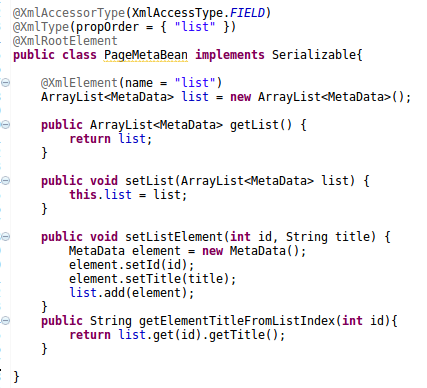 @XmlAccessorType(XmlAccessType.FIELD)
@XmlType(propOrder = { "list" })
@XmlRootElement
public class PageMetaBean implements Serializable{
@XmlElement(name = "list")
ArrayList<MetaData> list = new ArrayList<MetaData>();
public ArrayList<MetaData> getList() {
return list;
}
public void setList(ArrayList<MetaData> list) {
this.list = list;
}
public void setListElement(int id, String title) {
MetaData element = new MetaData();
element.setId(id);
element.setTitle(title);
list.add(element);
}
public String getElementTitleFromListIndex(int id){
return list.get(id).getTitle();
}
}